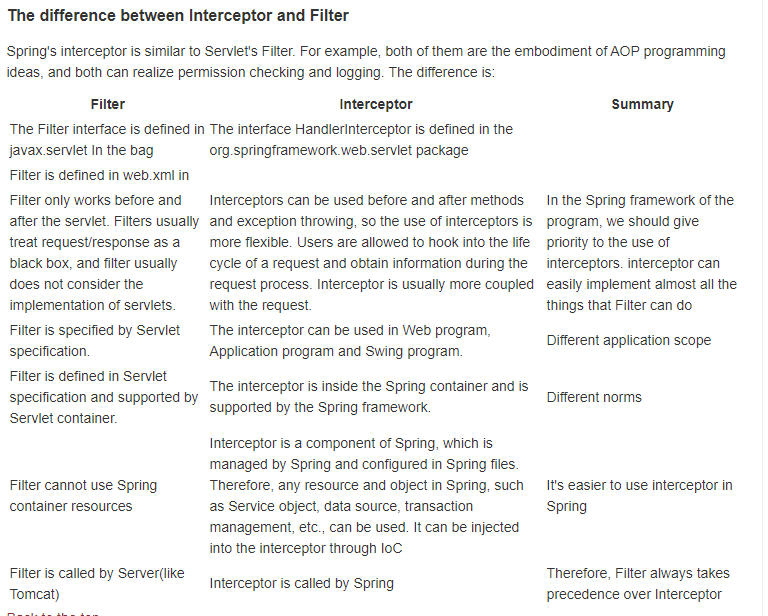 The difference between Interceptor and Filter
Spring's interceptor is similar to Servlet's Filter. For example, both of them are the embodiment of AOP programming
ideas, and both can realize permission checking and logging. The difference is:
Filter Interceptor Summary
The Filter interface is defined in
javax.servlet In the bag
The interface HandlerInterceptor is defined in the
org.springframework.web.servlet package
Filter is defined in web.xml in
Filter only works before and
after the servlet. Filters usually
treat request/response as a
black box, and filter usually
does not consider the
implementation of servlets.
Interceptors can be used before and after methods
and exception throwing, so the use of interceptors is
more flexible. Users are allowed to hook into the life
cycle of a request and obtain information during the
request process. Interceptor is usually more coupled
with the request.
In the Spring framework of the
program, we should give
priority to the use of
interceptors. interceptor can
easily implement almost all the
things that Filter can do
Filter is specified by Servlet
specification.
The interceptor can be used in Web program,
Application program and Swing program.
Different application scope
Filter is defined in Servlet
specification and supported by
Servlet container.
The interceptor is inside the Spring container and is
supported by the Spring framework.
Different norms
Filter cannot use Spring
container resources
Interceptor is a component of Spring, which is
managed by Spring and configured in Spring files.
Therefore, any resource and object in Spring, such
as Service object, data source, transaction
management, etc., can be used. It can be injected
into the interceptor through IoC
It's easier to use interceptor in
Spring
Filter is called by Server(like
Tomcat)
Interceptor is called by Spring
Therefore, Filter always takes
precedence over Interceptor